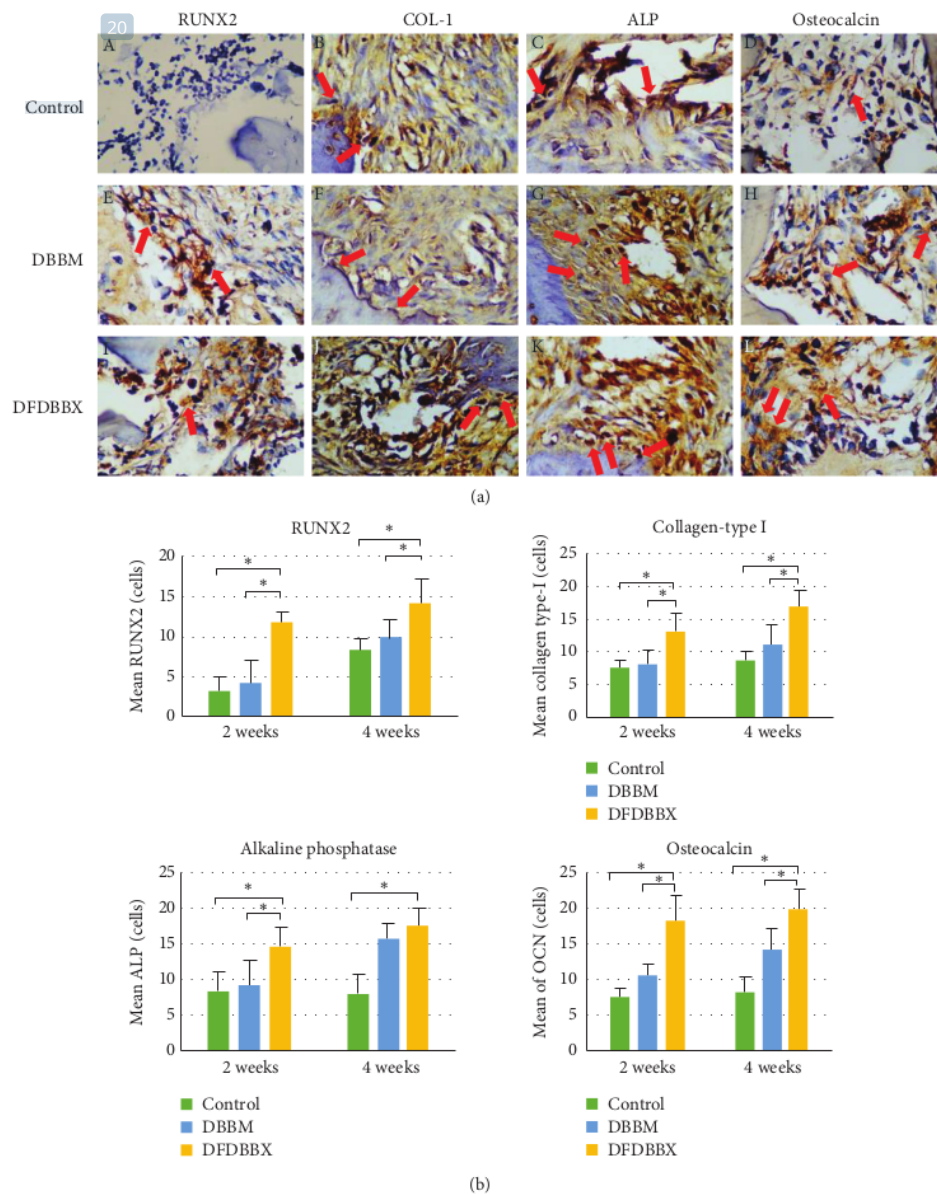 20
RUNX2 COL-1 ALP Osteocalcin
Control
A B C D
DBBM
E F G H
DFDBBX
I J K L
(a)
RUNX2
Mean RUNX2 (cells)
20
15
10
5
0
* * * *
2 weeks 4 weeks
Collagen-type I
Mean collagen type-I (cells)
25
20
15
10
5
0
* * * *
2 weeks 4 weeks
Control
DBBM
DFDBBX
Alkaline phosphatase
Mean ALP (cells)
25
20
15
10
5
0
* * *
2 weeks 4 weeks
Control
DBBM
DFDBBX
Osteocalcin
Mean of OCN (cells)
25
20
15
10
5
0
* * * *
2 weeks 4 weeks
Control
DBBM
DFDBBX
(b)